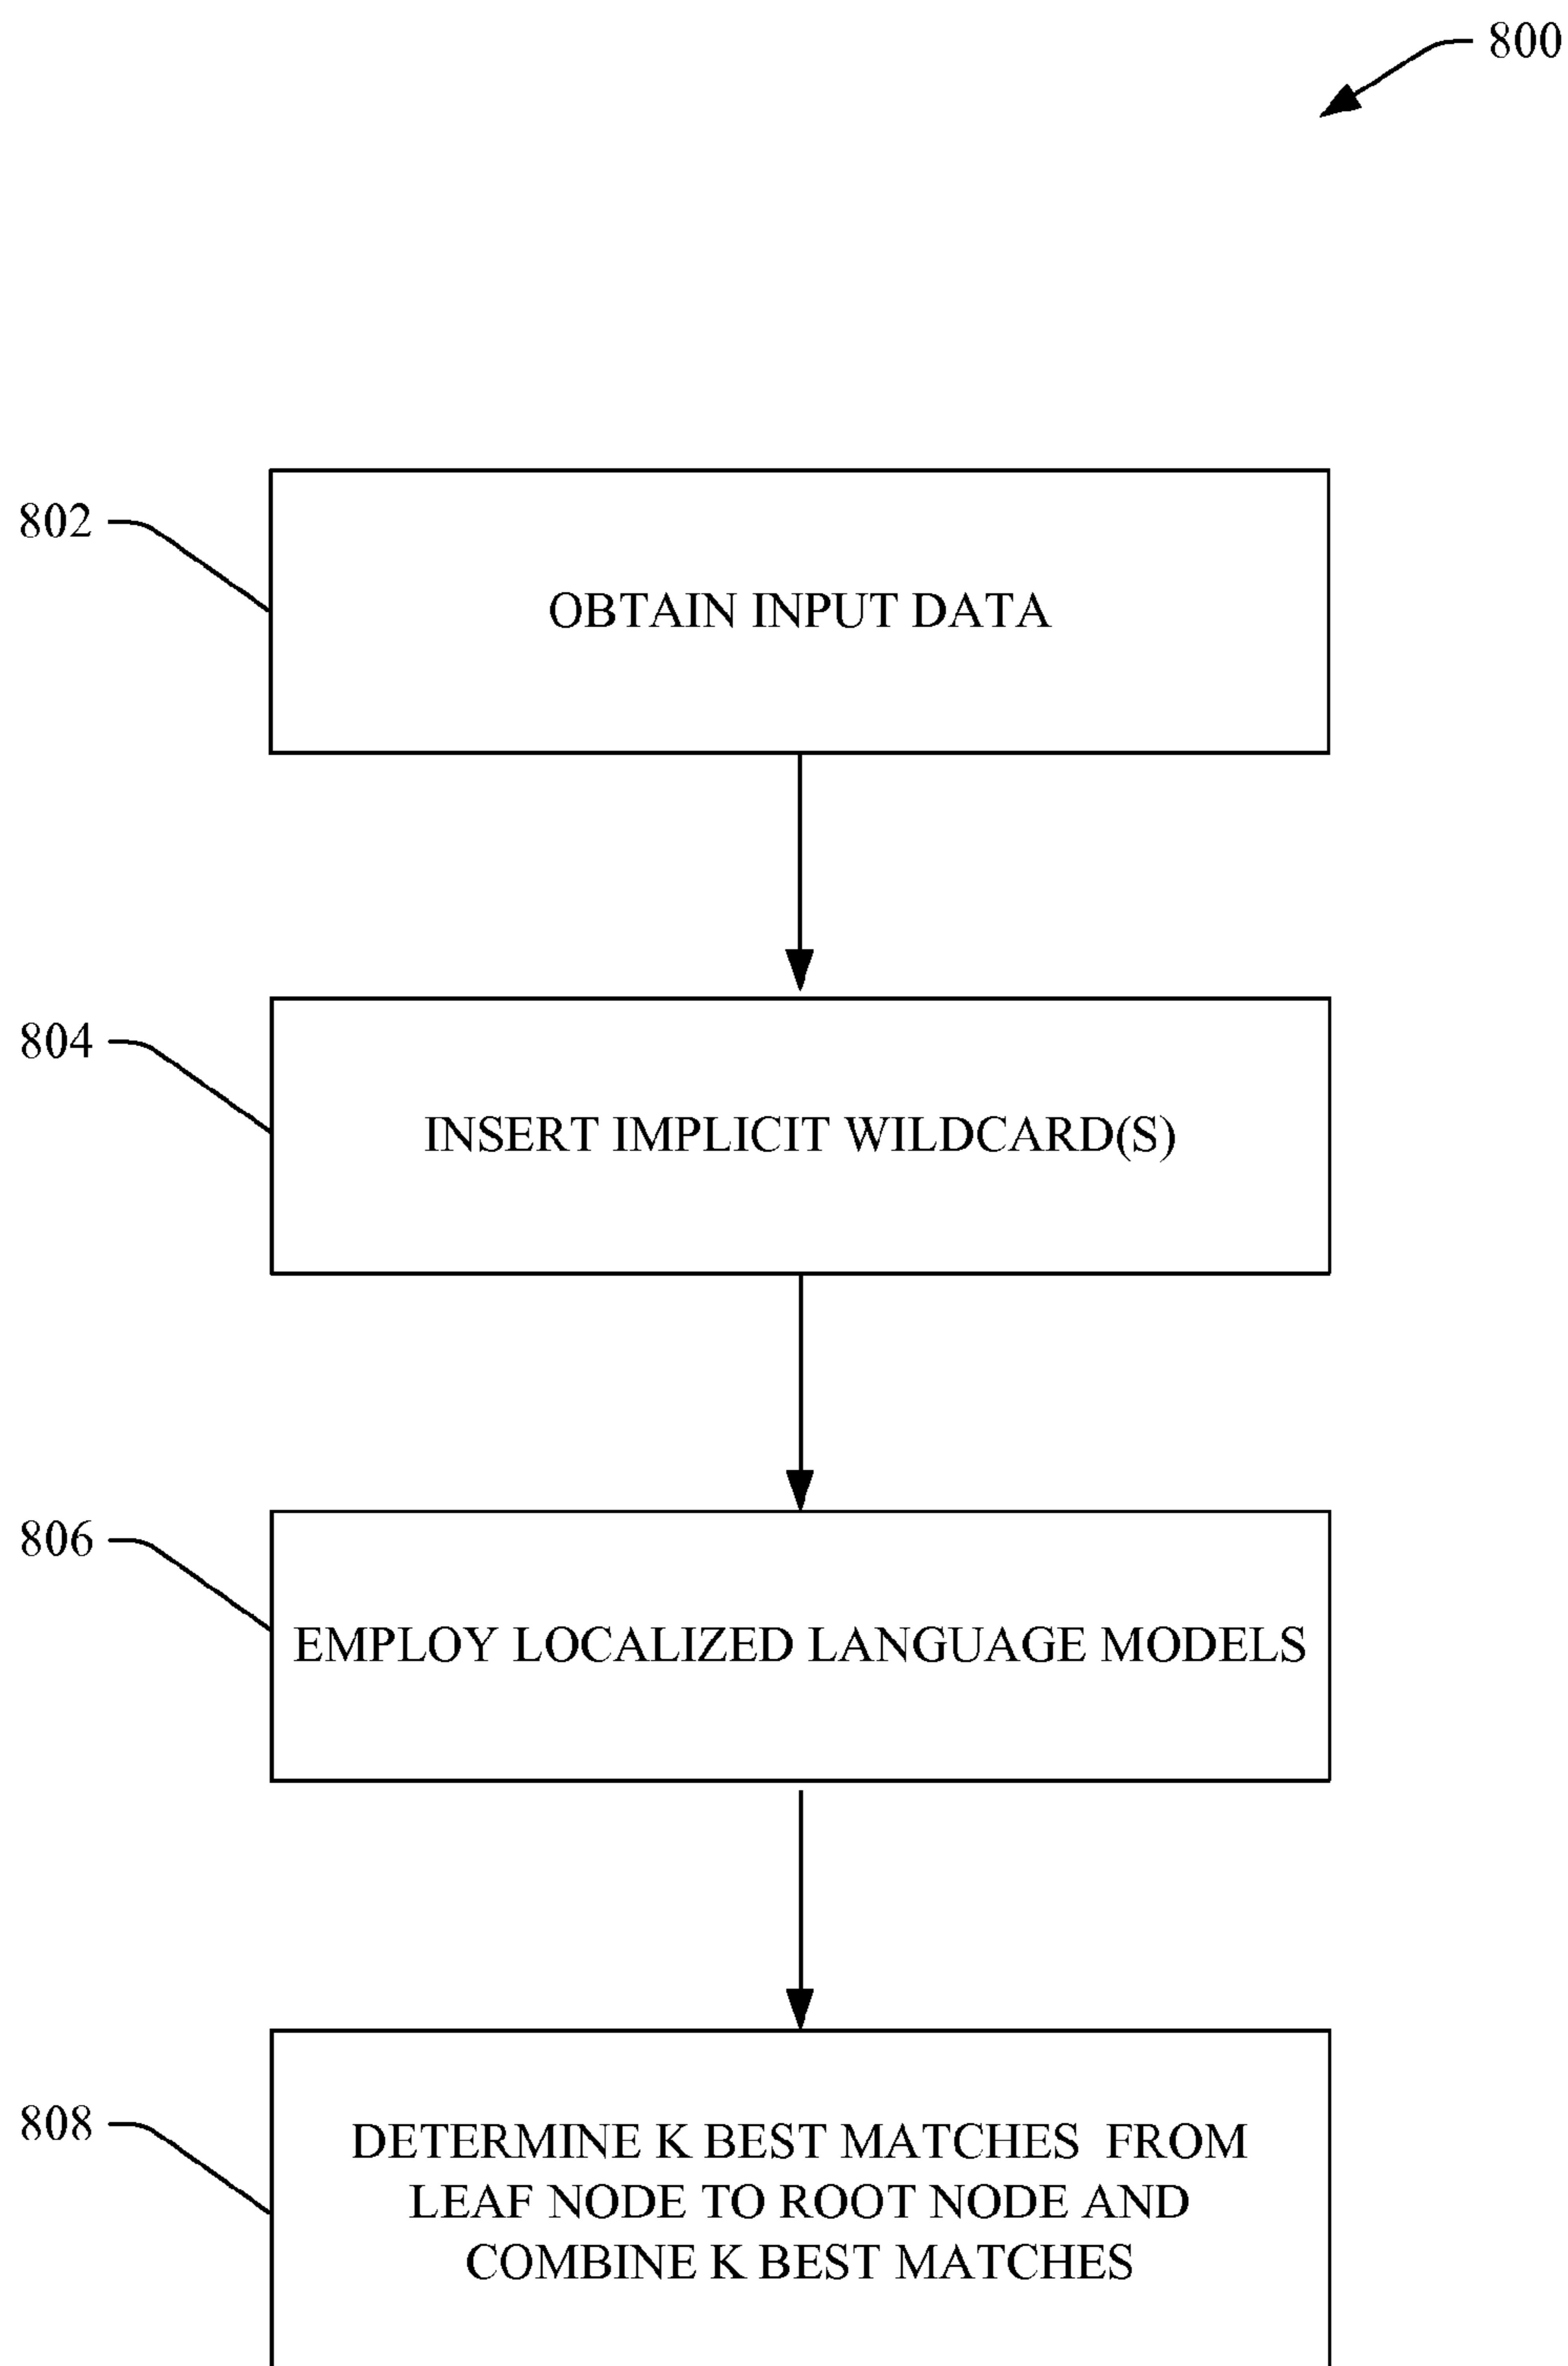 800
802
OBTAIN INPUT DATA
804
INSERT IMPLICIT WILDCARD(S)
806
EMPLOY LOCALIZED LANGUAGE MODELS
808
DETERMINE K BEST MATCHES FROM
LEAF NODE TO ROOT NODE AND
COMBINE K BEST MATCHES